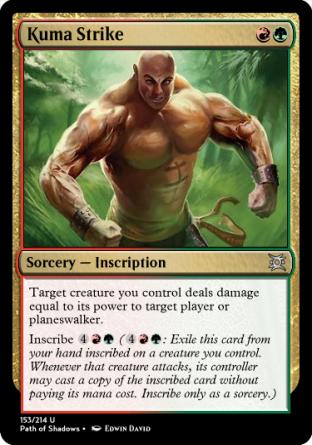 Kuma Strike
Sorcery — Inscription
Target creature you control deals damage
equal to its power to target player or
planeswalker.
Inscribe 4 ( 4 : Exile this card from
your hand inscribed on a creature you control.
Whenever that creature attacks, its controller
may cast a copy of the inscribed card without
paying its mana cost. Inscribe only as a sorcery.)
153/214 U
Path of Shadows • Edwin David